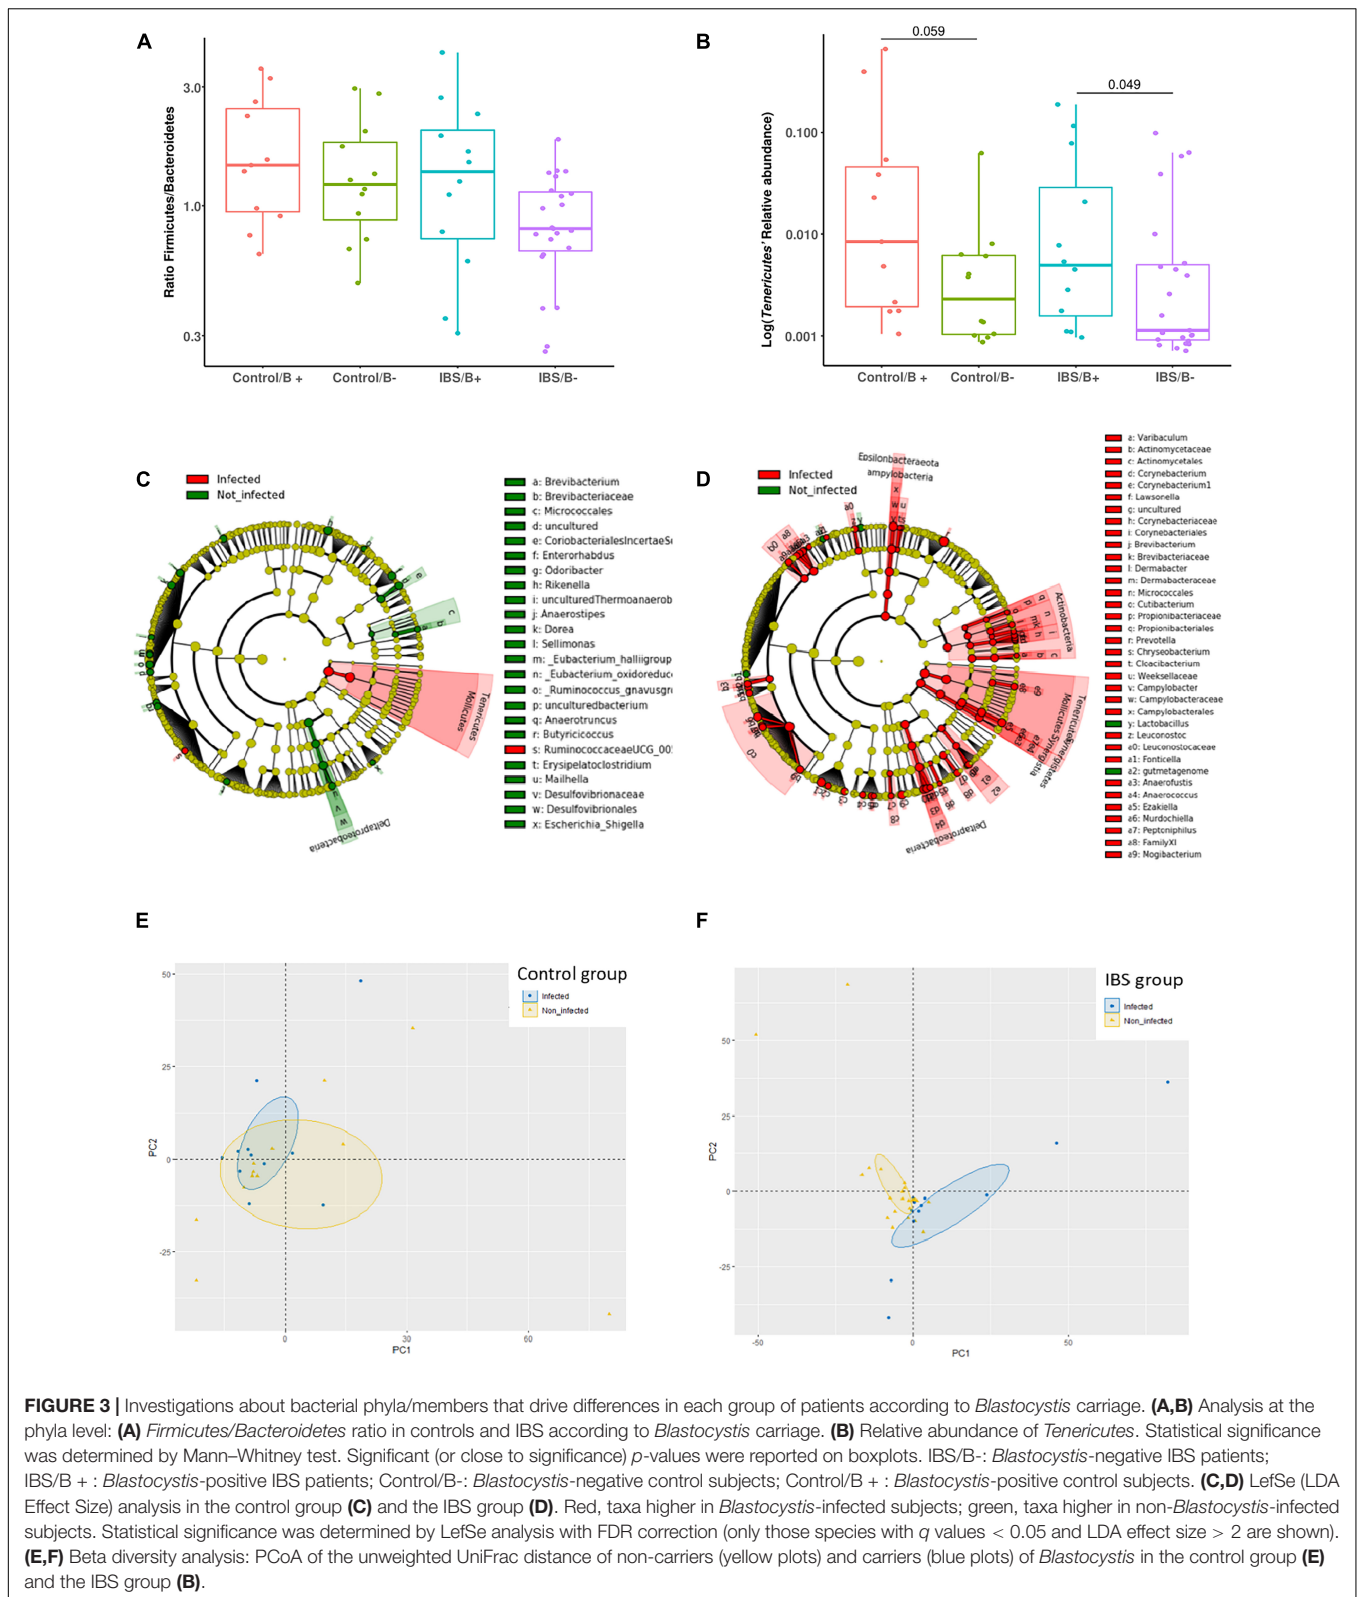 A
Ratio Firmicutes/Bacteroidetes
3.0
1.0
0.3
Control/B +
Control/B-
IBS/B+
IBS/B-
B
Log(Tenericutes' Relative abundance)
0.059
0.049
0.100
0.010
0.001
Control/B +
Control/B-
IBS/B+
IBS/B-
C
Infected
Not_infected
Tenericutes
Mollicutes
Deltaproteobacteria
a: Brevibacterium
b: Brevibacteriaceae
c: Micrococcales
d: uncultured
e: CoriobacterialesIncertaeSe
f: Enterorhabdus
g: Odoribacter
h: Rikenella
i: unculturedThermoanaerob
j: Anaerostipes
k: Dorea
l: Sellimonas
m: _Eubacterium_halliigroup
n: _Eubacterium_oxidoreduc
o: _Ruminococcus_gnavusgr
p: unculturedbacterium
q: Anaerotruncus
r: Butyricicoccus
s: RuminococcaceaeUCG_00
t: Erysipelatoclostridium
u: Mailhella
v: Desulfovibrionaceae
w: Desulfovibrionales
x: Escherichia_Shigella
D
Infected
Not_infected
Epsilonbacteraeota
ampylobacteria
Actinobacteria
Tenericutes
Mollicutes
Synergistetes
Synergistia
Deltaproteobacteria
a: Varibaculum
b: Actinomycetaceae
c: Actinomycetales
d: Corynebacterium
e: Corynebacterium1
f: Lawsonella
g: uncultured
h: Corynebacteriaceae
i: Corynebacteriales
j: Brevibacterium
k: Brevibacteriaceae
l: Dermabacter
m: Dermabacteraceae
n: Micrococcales
o: Cutibacterium
p: Propionibacteriaceae
q: Propionibacteriales
r: Prevotella
s: Chryseobacterium
t: Cloacibacterium
u: Weeksellaceae
v: Campylobacter
w: Campylobacteraceae
x: Campylobacterales
y: Lactobacillus
z: Leuconostoc
a0: Leuconostocaceae
a1: Fonticella
a2: gutmetagenome
a3: Anaerofustis
a4: Anaerococcus
a5: Ezakiella
a6: Murdochiella
a7: Peptoniphilus
a8: FamilyXI
a9: Mogibacterium
E
Control group
Infected
Non_infected
PC2
50
25
0
-25
0
30
60
PC1
F
IBS group
Infected
Non_infected
PC2
50
25
0
-25
-50
0
50
PC1
FIGURE 3 | Investigations about bacterial phyla/members that drive differences in each group of patients according to Blastocystis carriage. (A,B) Analysis at the
phyla level: (A) Firmicutes/Bacteroidetes ratio in controls and IBS according to Blastocystis carriage. (B) Relative abundance of Tenericutes. Statistical significance
was determined by Mann–Whitney test. Significant (or close to significance) p-values were reported on boxplots. IBS/B-: Blastocystis-negative IBS patients;
IBS/B + : Blastocystis-positive IBS patients; Control/B-: Blastocystis-negative control subjects; Control/B + : Blastocystis-positive control subjects. (C,D) LefSe (LDA
Effect Size) analysis in the control group (C) and the IBS group (D). Red, taxa higher in Blastocystis-infected subjects; green, taxa higher in non-Blastocystis-infected
subjects. Statistical significance was determined by LefSe analysis with FDR correction (only those species with q values < 0.05 and LDA effect size > 2 are shown).
(E,F) Beta diversity analysis: PCoA of the unweighted UniFrac distance of non-carriers (yellow plots) and carriers (blue plots) of Blastocystis in the control group (E)
and the IBS group (B).